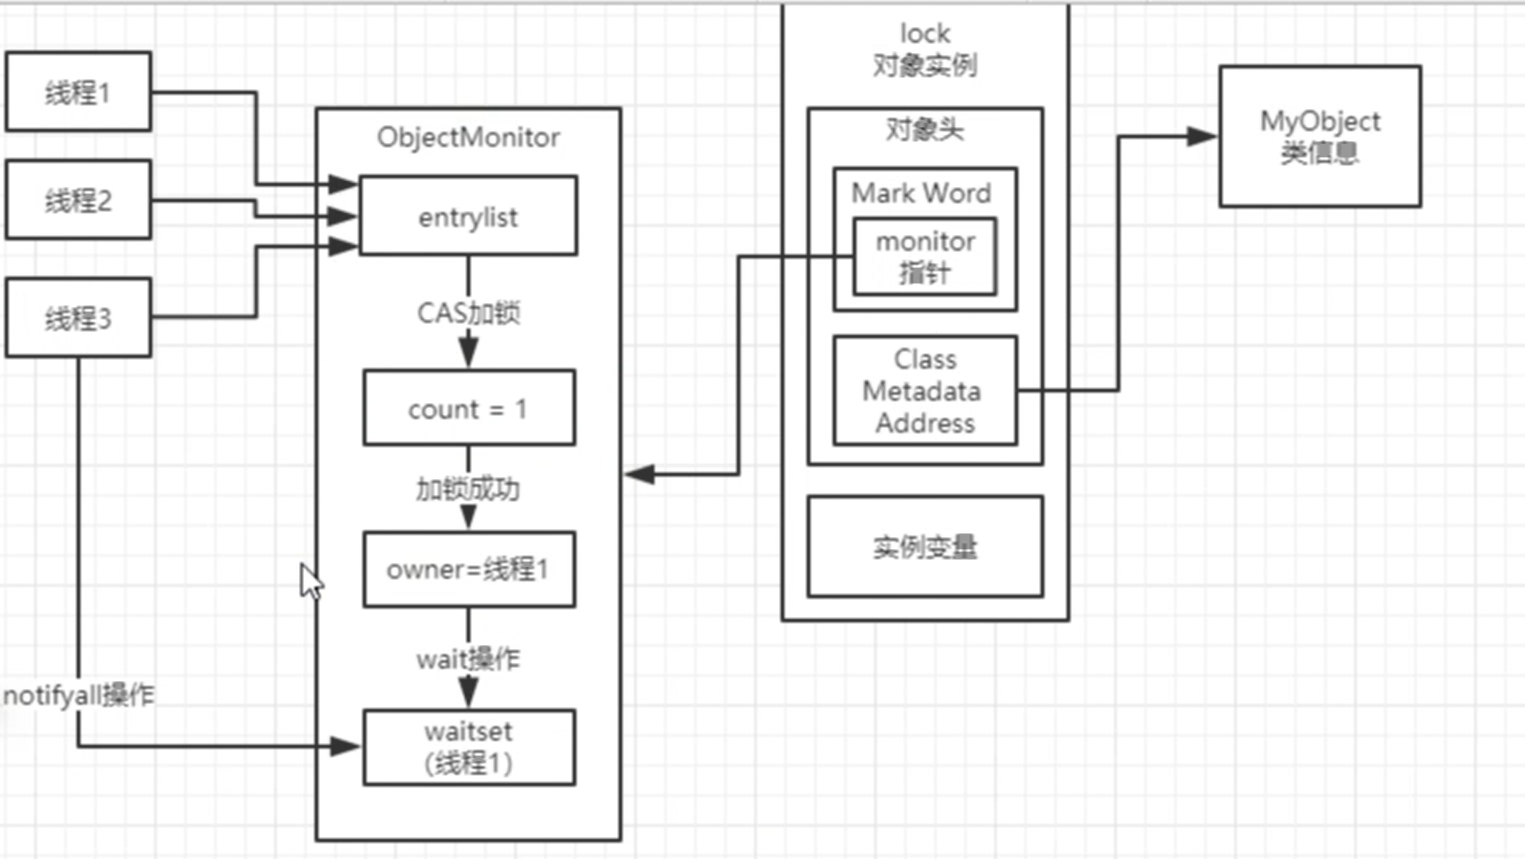 线程1
线程2
线程3
notifyall操作
ObjectMonitor
entrylist
CAS加锁
count = 1
加锁成功
owner=线程1
wait操作
waitset
(线程1)
lock
对象实例
对象头
Mark Word
monitor
指针
Class
Metadata
Address
实例变量
MyObject
类信息